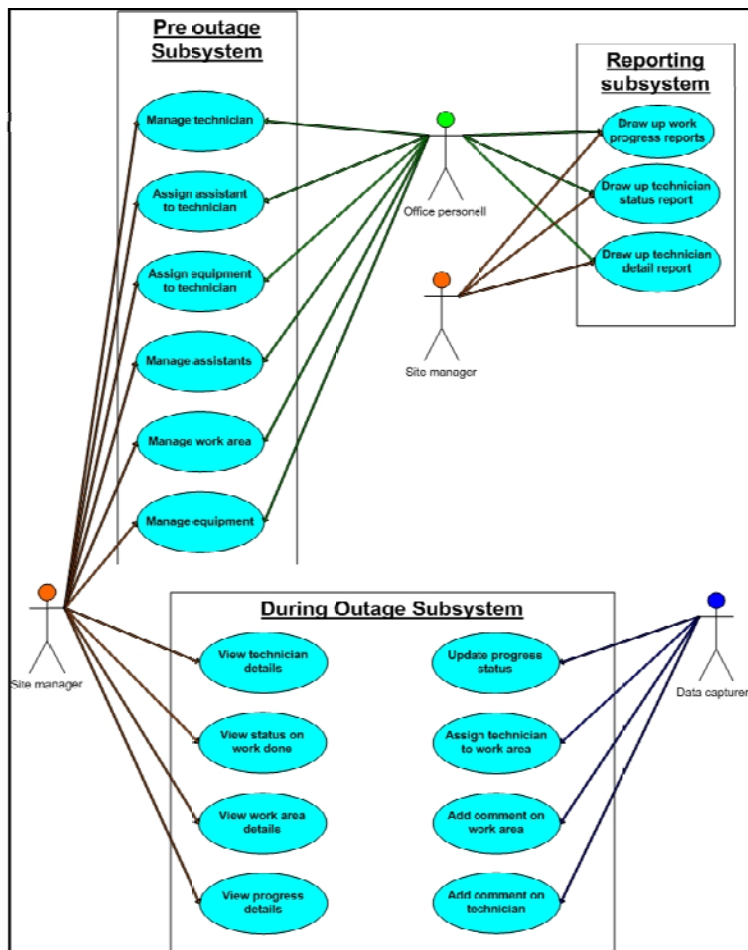 Pre outage
Subsystem
Manage technician
Assign assistant
to technician
Assign equipment
to technician
Manage assistants
Manage work area
Manage equipment
Office personell
Site manager
Reporting
subsystem
Draw up work
progress reports
Draw up technician
status report
Draw up technician
detail report
Site manager
During Outage Subsystem
View technician
details
View status on
work done
View work area
details
View progress
details
Update progress
status
Assign technician
to work area
Add comment on
work area
Add comment on
technician
Data capturer